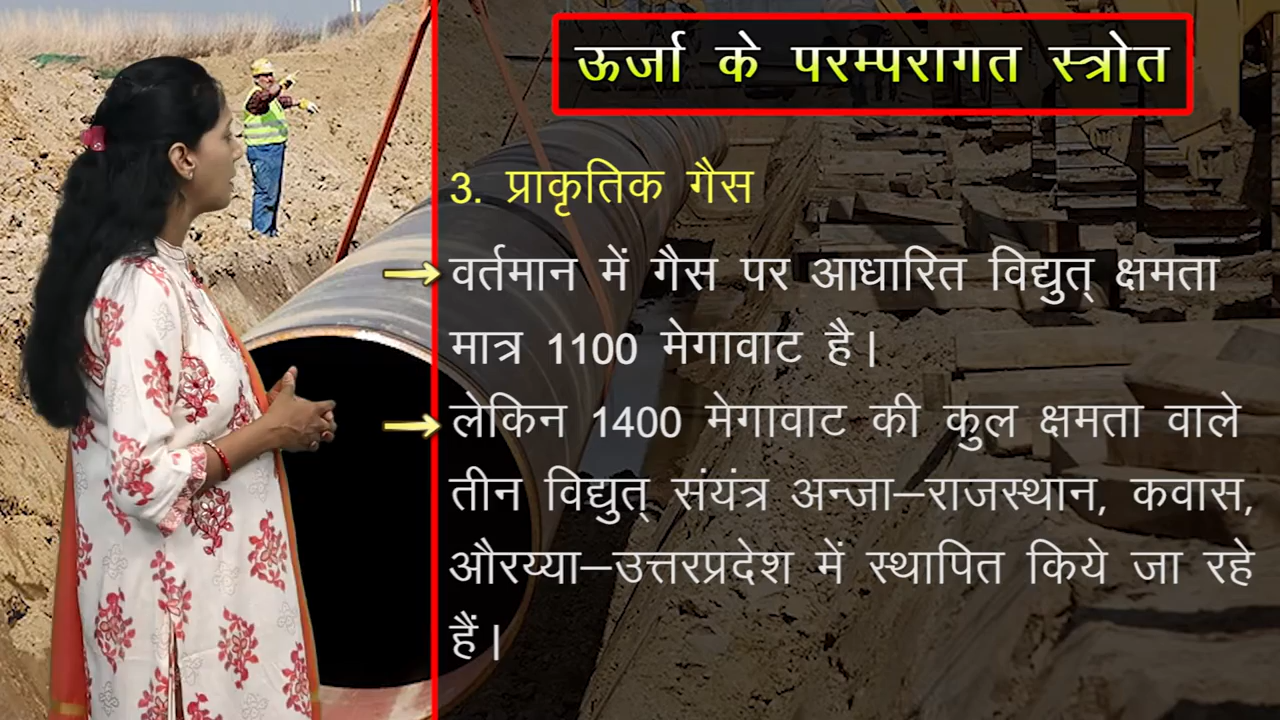 ऊर्जा के परम्परागत स्त्रोत
3. प्राकृतिक गैस
वर्तमान में गैस पर आधारित विद्युत् क्षमता
मात्र 1100 मेगावाट है।
लेकिन 1400 मेगावाट की कुल क्षमता वाले
तीन विद्युत् संयंत्र अन्जा–राजस्थान, कवास,
औरय्या–उत्तरप्रदेश में स्थापित किये जा रहे
हैं।